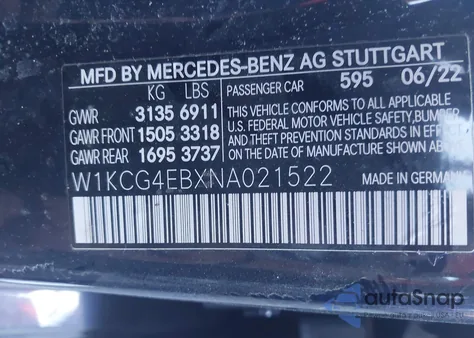 MFD BY MERCEDES-BENZ AG STUTTGART
KG LBS PASSENGER CAR 595 06/22
GVWR 3135 6911 THIS VEHICLE CONFORMS TO ALL APPLICABLE
GAWR FRONT 1505 3318 U.S. FEDERAL MOTOR VEHICLE SAFETY, BUMPER
GAWR REAR 1695 3737 AND THEFT PREVENTION STANDARDS IN EFFECT
ON THE DATE OF MANUFACTURE SHOWN ABOVE.
W1KCG4EBXNA021522 MADE IN GERMANY
autoSnap